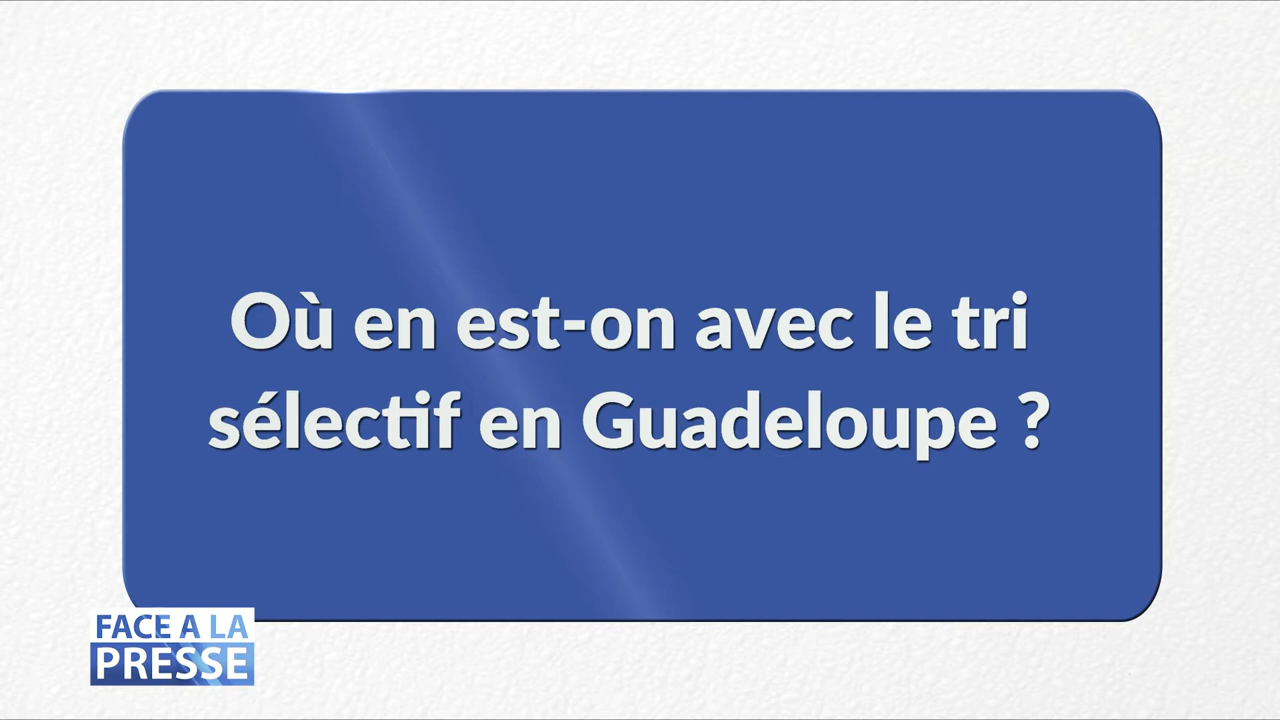 Où en est-on avec le tri
sélectif en Guadeloupe ?
FACE A LA
PRESSE